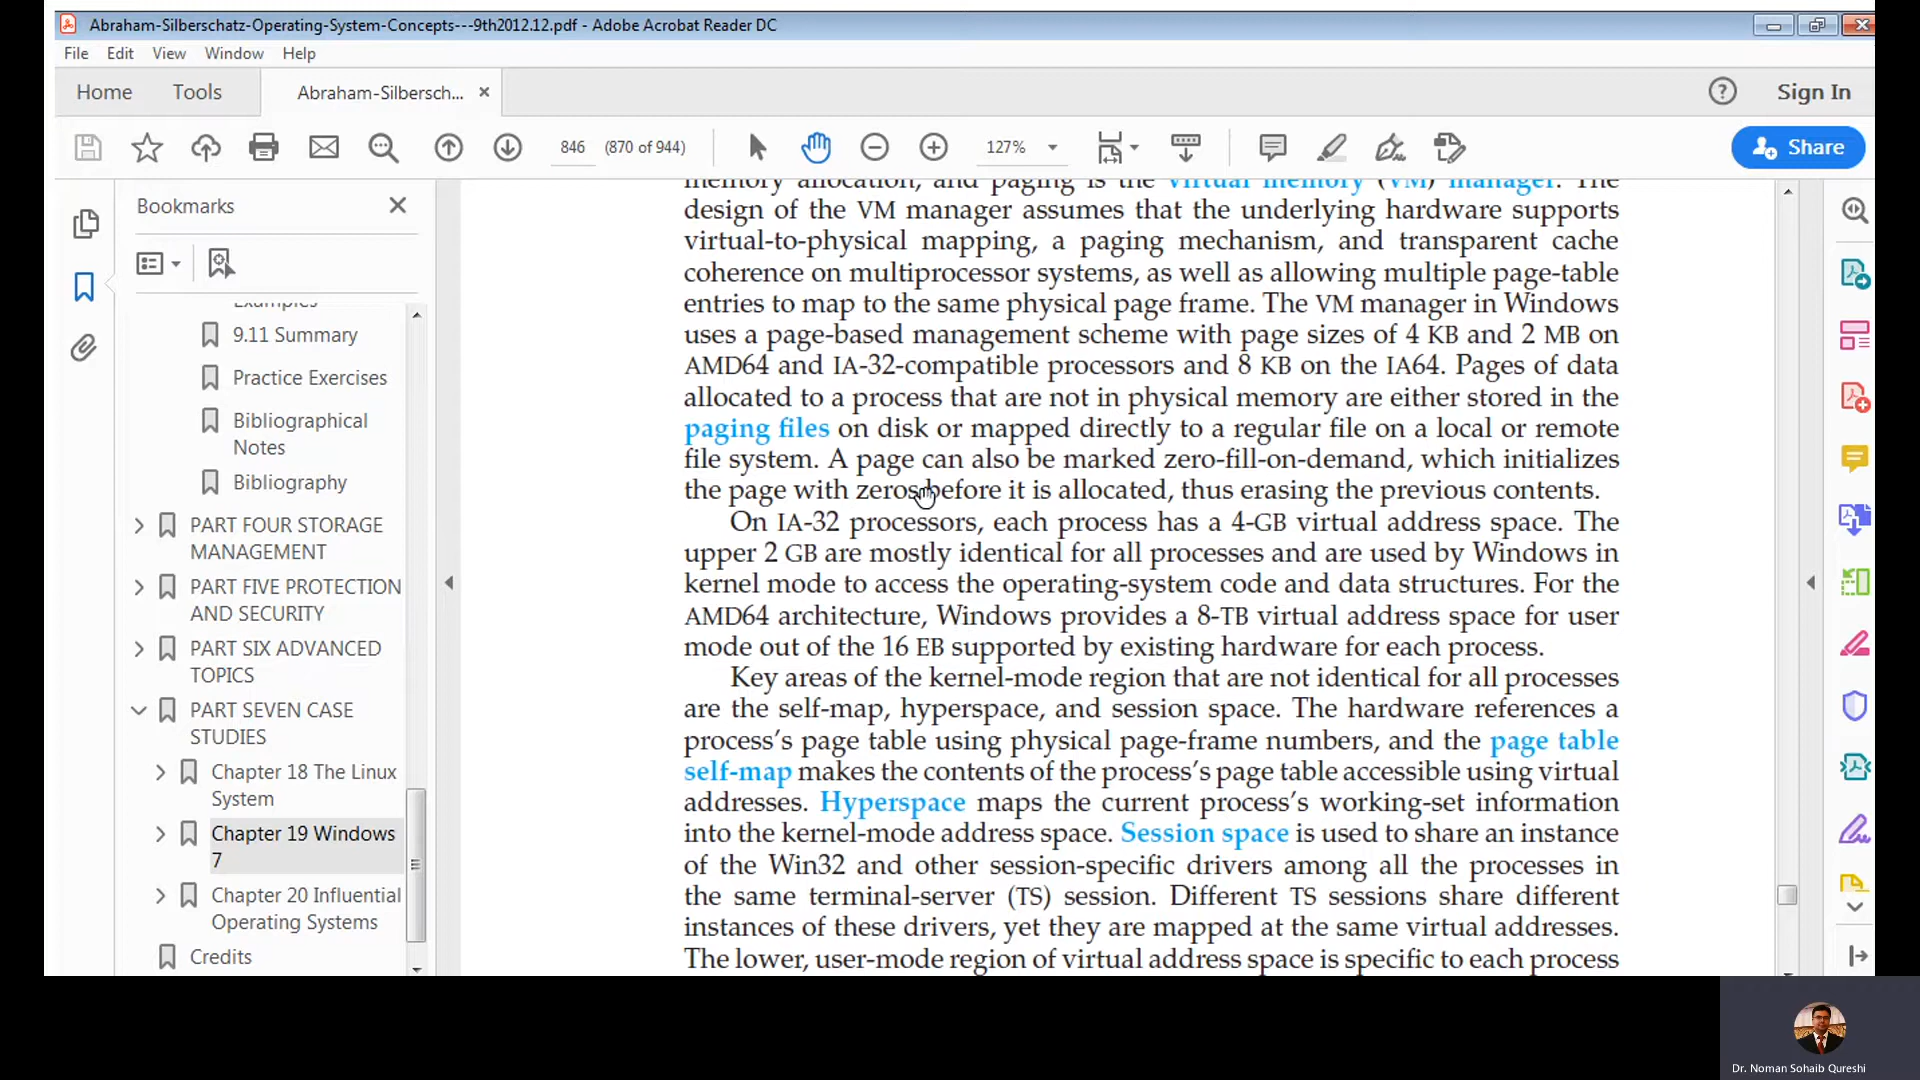 Abraham-Silberschatz-Operating-System-Concepts---9th2012.12.pdf - Adobe Acrobat Reader DC
File Edit View Window Help
Home Tools Abraham-Silbersch... Sign In
846 (870 of 944) 127% Share
Bookmarks
Examples
9.11 Summary
Practice Exercises
Bibliographical
Notes
Bibliography
PART FOUR STORAGE
MANAGEMENT
PART FIVE PROTECTION
AND SECURITY
PART SIX ADVANCED
TOPICS
PART SEVEN CASE
STUDIES
Chapter 18 The Linux
System
Chapter 19 Windows
7
Chapter 20 Influential
Operating Systems
Credits
memory allocation, and paging is the virtual memory (VM) manager. The
design of the VM manager assumes that the underlying hardware supports
virtual-to-physical mapping, a paging mechanism, and transparent cache
coherence on multiprocessor systems, as well as allowing multiple page-table
entries to map to the same physical page frame. The VM manager in Windows
uses a page-based management scheme with page sizes of 4 KB and 2 MB on
AMD64 and IA-32-compatible processors and 8 KB on the IA64. Pages of data
allocated to a process that are not in physical memory are either stored in the
paging files on disk or mapped directly to a regular file on a local or remote
file system. A page can also be marked zero-fill-on-demand, which initializes
the page with zeros before it is allocated, thus erasing the previous contents.
On IA-32 processors, each process has a 4-GB virtual address space. The
upper 2 GB are mostly identical for all processes and are used by Windows in
kernel mode to access the operating-system code and data structures. For the
AMD64 architecture, Windows provides a 8-TB virtual address space for user
mode out of the 16 EB supported by existing hardware for each process.
Key areas of the kernel-mode region that are not identical for all processes
are the self-map, hyperspace, and session space. The hardware references a
process's page table using physical page-frame numbers, and the page table
self-map makes the contents of the process's page table accessible using virtual
addresses. Hyperspace maps the current process's working-set information
into the kernel-mode address space. Session space is used to share an instance
of the Win32 and other session-specific drivers among all the processes in
the same terminal-server (TS) session. Different TS sessions share different
instances of these drivers, yet they are mapped at the same virtual addresses.
The lower, user-mode region of virtual address space is specific to each process
Dr. Noman Sohaib Qureshi